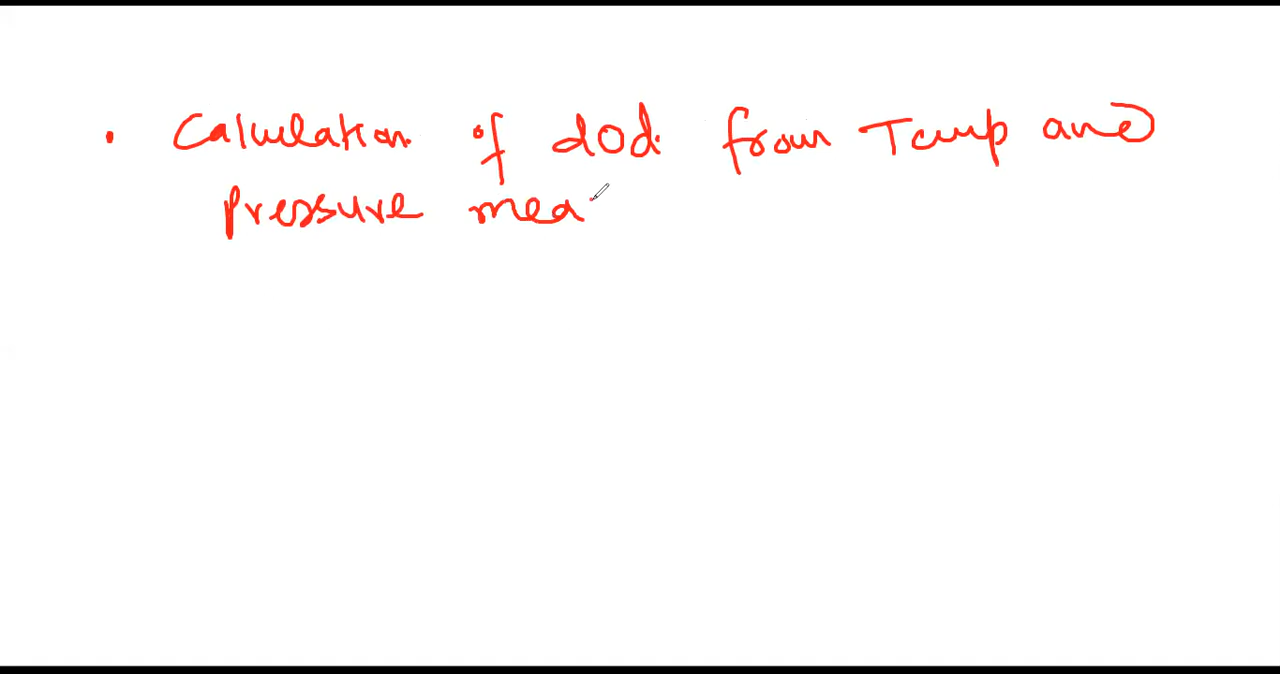 • Calculation of dod. from Temp and
pressure mea